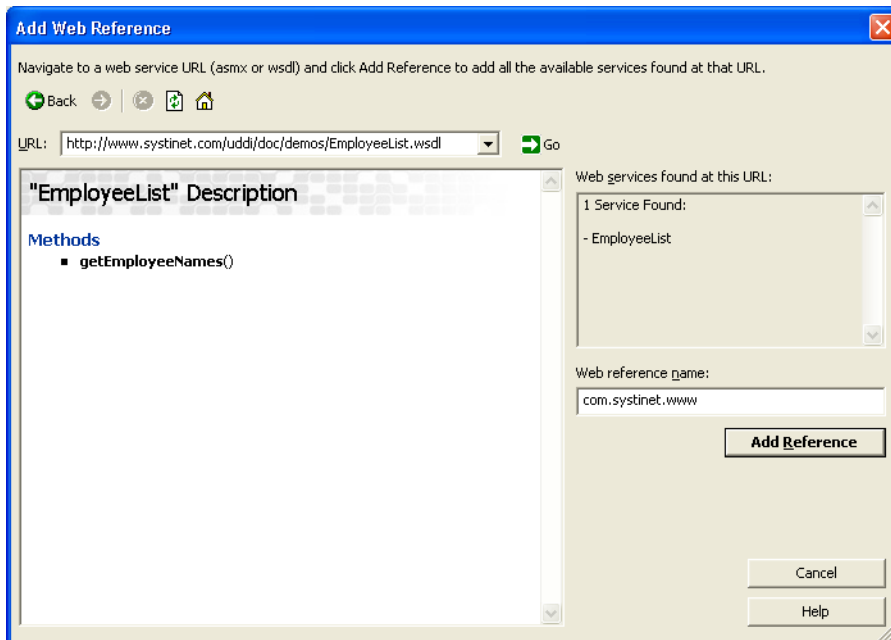 Add Web Reference
Navigate to a web service URL (asmx or wsdl) and click Add Reference to add all the available services found at that URL.
Back
URL: http://www.systinet.com/uddi/doc/demos/EmployeeList.wsdl Go
"EmployeeList" Description
Methods
getEmployeeNames()
Web services found at this URL:
1 Service Found:
- EmployeeList
Web reference name:
com.systinet.www
Add Reference
Cancel
Help